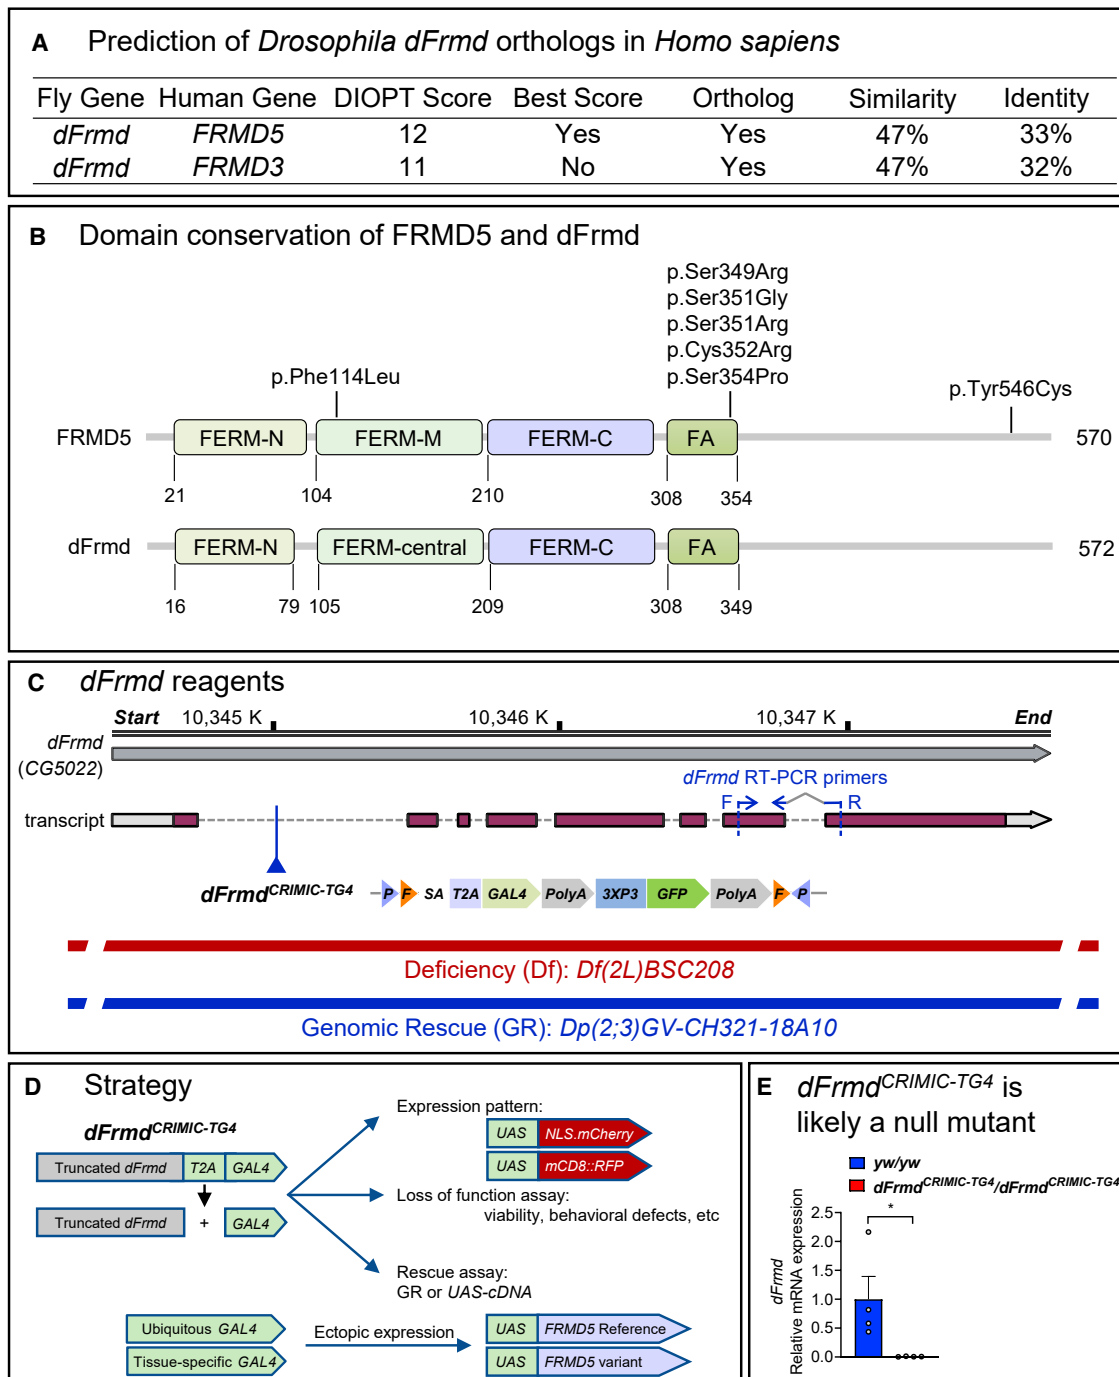 A Prediction of Drosophila dFrmd orthologs in Homo sapiens
Fly Gene Human Gene DIOPT Score Best Score Ortholog Similarity Identity
dFrmd FRMD5 12 Yes Yes 47% 33%
dFrmd FRMD3 11 No Yes 47% 32%
B Domain conservation of FRMD5 and dFrmd
p.Ser349Arg
p.Ser351Gly
p.Ser351Arg
p.Cys352Arg
p.Phe114Leu p.Ser354Pro p.Tyr546Cys
FRMD5 FERM-N FERM-M FERM-C FA 570
21 104 210 308 354
dFrmd FERM-N FERM-central FERM-C FA 572
16 79 105 209 308 349
C dFrmd reagents
Start 10,345 K 10,346 K 10,347 K End
dFrmd
(CG5022)
dFrmd RT-PCR primers
F R
transcript
dFrmdCRIMIC-TG4 P F SA T2A GAL4 PolyA 3XP3 GFP PolyA F P
Deficiency (Df): Df(2L)BSC208
Genomic Rescue (GR): Dp(2;3)GV-CH321-18A10
D Strategy
dFrmdCRIMIC-TG4
Truncated dFrmd T2A GAL4
Truncated dFrmd + GAL4
Expression pattern:
UAS NLS.mCherry
UAS mCD8::RFP
Loss of function assay:
viability, behavioral defects, etc
Rescue assay:
GR or UAS-cDNA
Ubiquitous GAL4
Tissue-specific GAL4
Ectopic expression
UAS FRMD5 Reference
UAS FRMD5 variant
E dFrmdCRIMIC-TG4 is
likely a null mutant
yw/yw
dFrmdCRIMIC-TG4/dFrmdCRIMIC-TG4
dFrmd
Relative mRNA expression
2.5
2.0
1.5
1.0
0.5
0.0
*